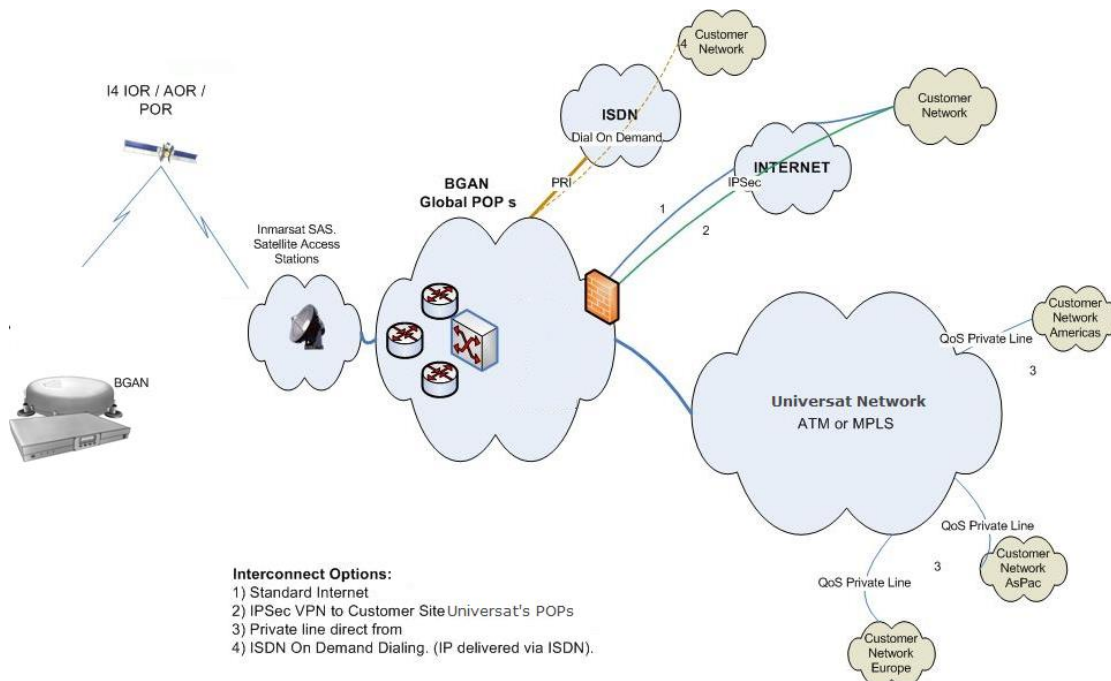 I4 IOR / AOR /
POR
4
Customer
Network
ISDN
Dial On Demand
PRI
Customer
Network
INTERNET
IPSec
1
2
BGAN
Global POP s
Inmarsat SAS.
Satellite Access
Stations
BGAN
Customer
Network
Americas
QoS Private Line
3
Universat Network
ATM or MPLS
QoS Private Line
Customer
Network
AsPac
3
QoS Private Line
Customer
Network
Europe
Interconnect Options:
1) Standard Internet
2) IPSec VPN to Customer Site Universat's POPs
3) Private line direct from
4) ISDN On Demand Dialing. (IP delivered via ISDN).